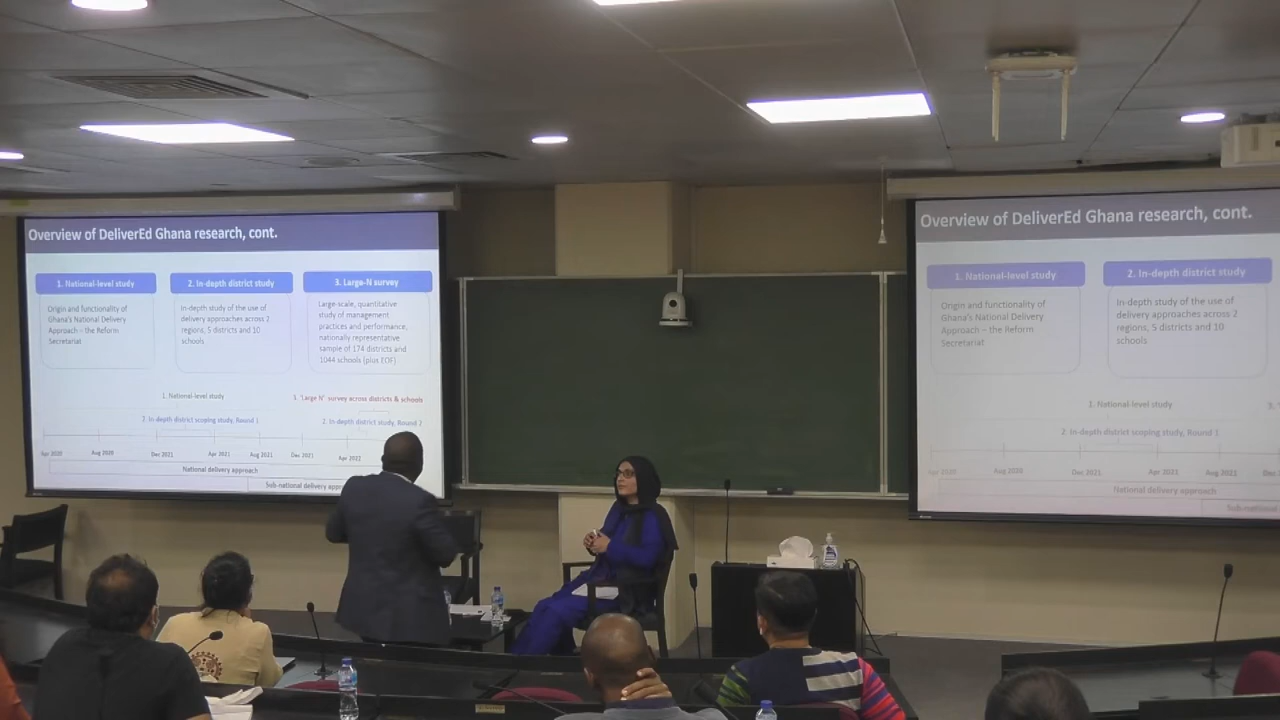 Overview of DeliverEd Ghana research, cont.
1. National-level study
2. In-depth district study
3. Large-N survey
Origin and functionality of
Ghana's National Delivery
Approach – the Reform
Secretariat
In-depth study of the use of
delivery approaches across 2
regions, 5 districts and 10
schools
Large-scale, quantitative
study of management
practices and performance,
nationally representative
sample of 174 districts and
1044 schools (plus EOF)
1. National-level study
3. 'Large N' survey across districts & schools
2. In-depth district scoping study, Round 1
2. In-depth district study, Round 2
Apr 2020
Aug 2020
Dec 2021
Apr 2021
Aug 2021
Dec 2021
Apr 2022
National delivery approach
Sub-national delivery
Overview of DeliverEd Ghana research, cont.
1. National-level study
2. In-depth district study
Origin and functionality of
Ghana's National Delivery
Approach – the Reform
Secretariat
In-depth study of the use of
delivery approaches across 2
regions, 5 districts and 10
schools
1. National-level study
2. In-depth district scoping study, Round 1
Apr 2020
Aug 2020
Dec 2021
Apr 2021
Aug 2021
National delivery approach
Sub-national